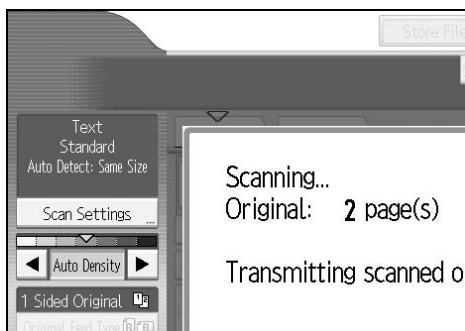 Store File
Text
Standard
Auto Detect: Same Size
Scan Settings
Auto Density
1 Sided Original
Original Feed Type
Scanning...
Original: 2 page(s)
Transmitting scanned o